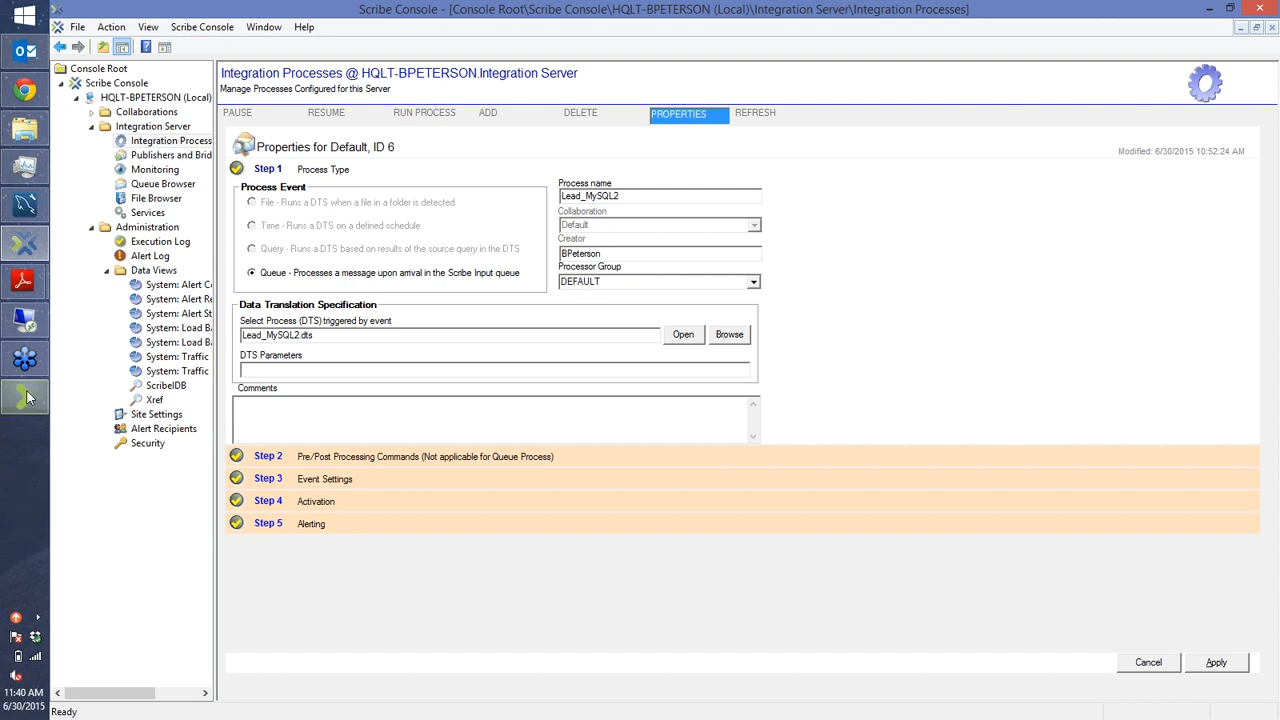 Scribe Console - [Console Root\Scribe Console\HQLT-BPETERSON (Local)\Integration Server\Integration Processes]
File Action View Scribe Console Window Help
Console Root
Scribe Console
HQLT-BPETERSON (Local)
Collaborations
Integration Server
Integration Process
Publishers and Brid
Monitoring
Queue Browser
File Browser
Services
Administration
Execution Log
Alert Log
Data Views
System: Alert C
System: Alert Re
System: Alert St
System: Load Ba
System: Load Ba
System: Traffic
System: Traffic
ScribeIDB
Xref
Site Settings
Alert Recipients
Security
Integration Processes @ HQLT-BPETERSON.Integration Server
Manage Processes Configured for this Server
PAUSE RESUME RUN PROCESS ADD DELETE PROPERTIES REFRESH
Properties for Default, ID 6
Modified: 6/30/2015 10:52:24 AM
Step 1 Process Type
Process Event
File - Runs a DTS when a file in a folder is detected
Time - Runs a DTS on a defined schedule
Query - Runs a DTS based on results of the source query in the DTS
Queue - Processes a message upon arrival in the Scribe Input queue
Process name
Lead_MySQL2
Collaboration
Default
Creator
BPeterson
Processor Group
DEFAULT
Data Translation Specification
Select Process (DTS) triggered by event
Lead_MySQL2.dts
Open Browse
DTS Parameters
Comments
Step 2 Pre/Post Processing Commands (Not applicable for Queue Process)
Step 3 Event Settings
Step 4 Activation
Step 5 Alerting
Cancel Apply
11:40 AM
6/30/2015
Ready